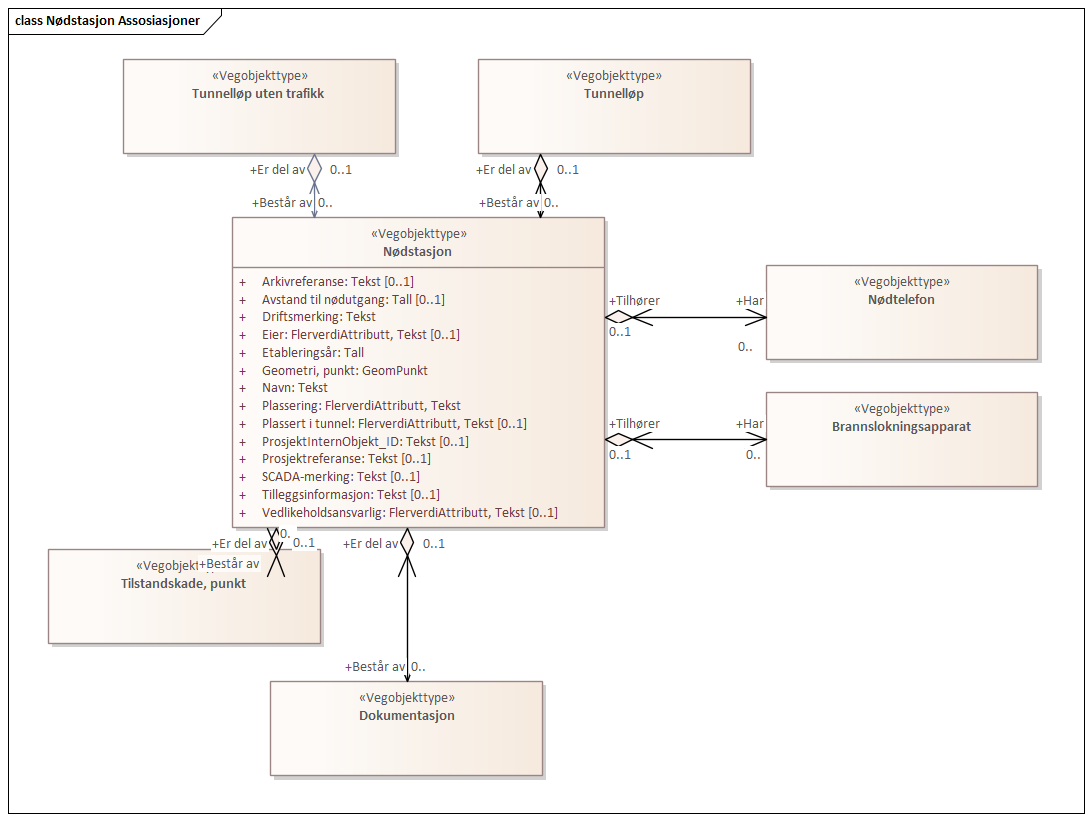 class Nødstasjon Assosiasjoner
«Vegobjekttype»
Tunnelløp uten trafikk
«Vegobjekttype»
Tunnelløp
+Er del av
0..1
+Er del av
0..1
+Består av
0..
+Består av
0..
«Vegobjekttype»
Nødstasjon
+ Arkivreferanse: Tekst [0..1]
+ Avstand til nødutgang: Tall [0..1]
+ Driftsmerking: Tekst
+ Eier: FlerverdiAttributt, Tekst [0..1]
+ Etableringsår: Tall
+ Geometri, punkt: GeomPunkt
+ Navn: Tekst
+ Plassering: FlerverdiAttributt, Tekst
+ Plassert i tunnel: FlerverdiAttributt, Tekst [0..1]
+ ProsjektInternObjekt_ID: Tekst [0..1]
+ Prosjektreferanse: Tekst [0..1]
+ SCADA-merking: Tekst [0..1]
+ Tilleggsinformasjon: Tekst [0..1]
+ Vedlikeholdsansvarlig: FlerverdiAttributt, Tekst [0..1]
+Tilhører
+Har
0..1
0..
«Vegobjekttype»
Nødtelefon
+Tilhører
+Har
0..1
0..
«Vegobjekttype»
Brannslokningsapparat
0.
+Er del av
0..1
+Består av
«Vegobjekt
Tilstandskade, punkt
+Er del av
0..1
+Består av
0..
«Vegobjekttype»
Dokumentasjon